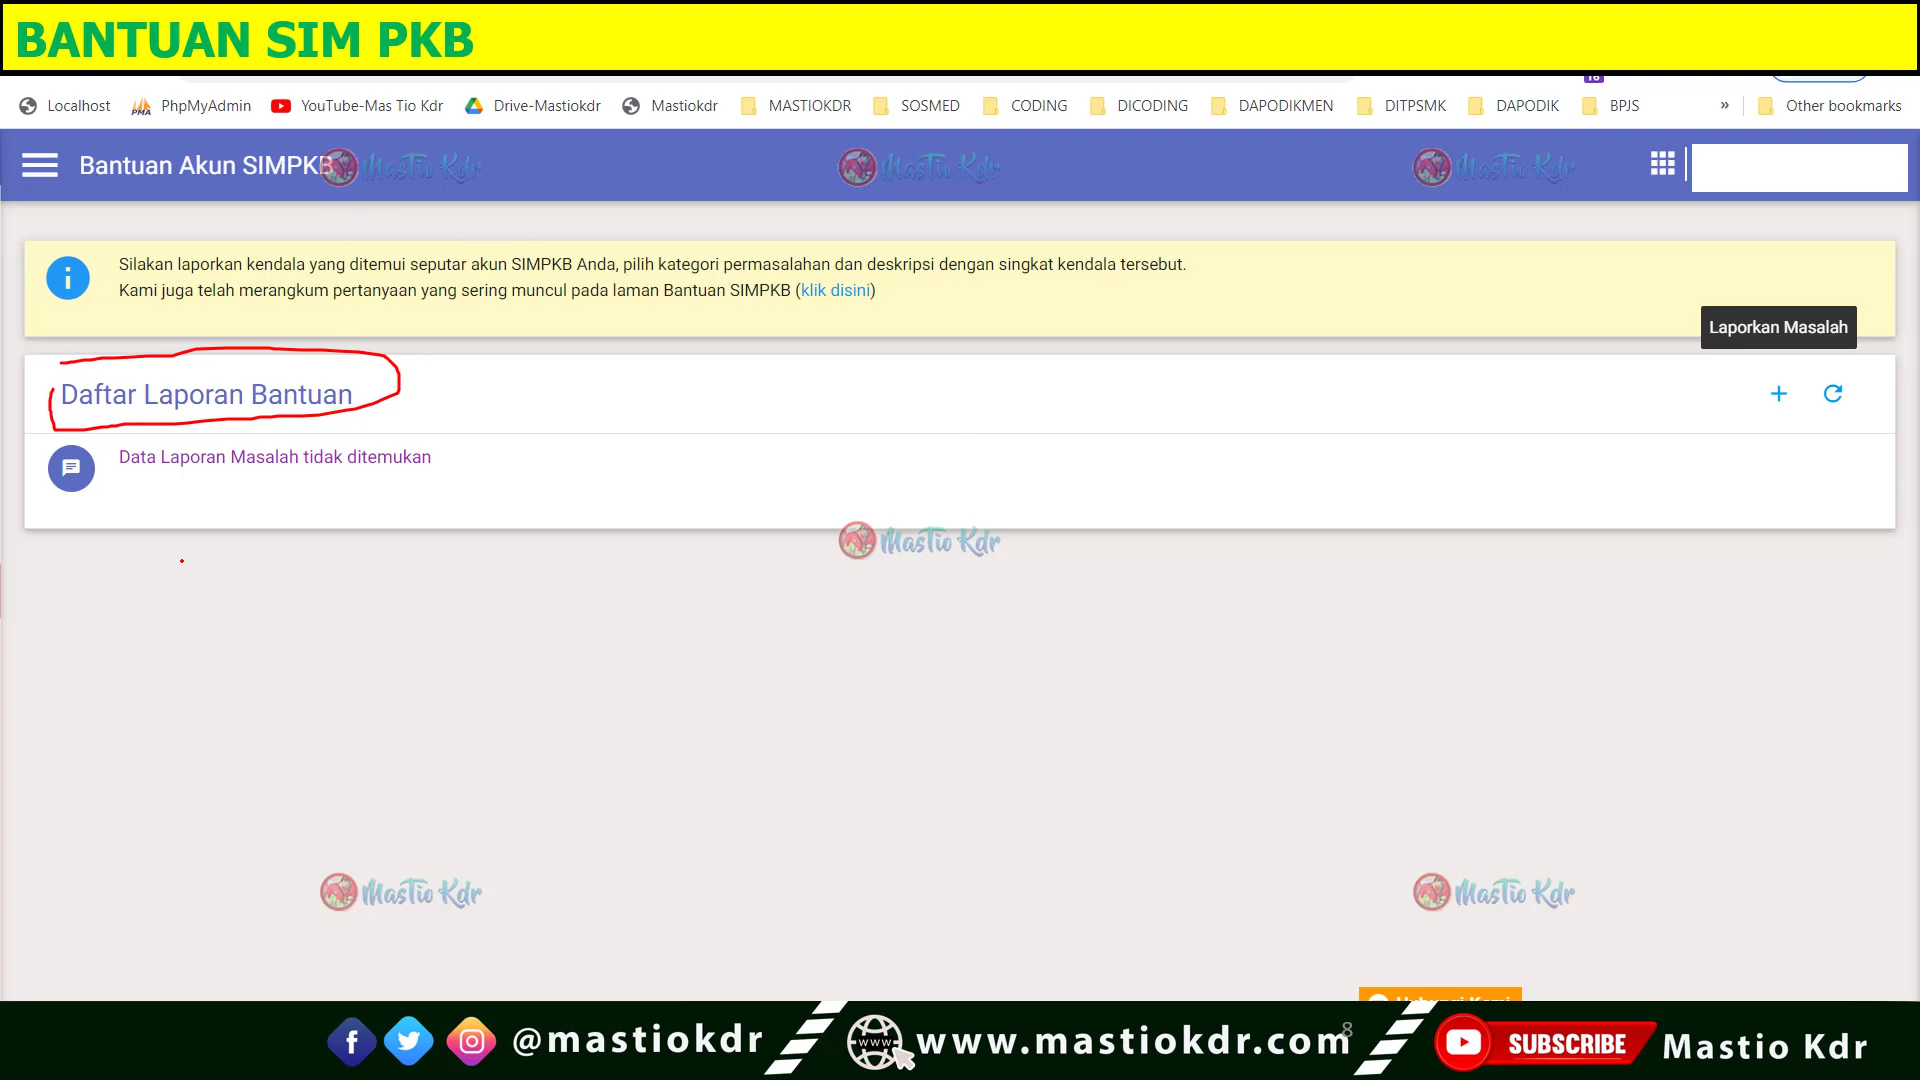 BANTUAN SIM PKB
Localhost PhpMyAdmin YouTube-Mas Tio Kdr Drive-Mastiokdr Mastiokdr MASTIOKDR SOSMED CODING DICODING DAPODIKMEN DITPSMK DAPODIK BPJS » Other bookmarks
Bantuan Akun SIMPKB
Mastio Kdr
Mastio Kdr
Mastio Kdr
Silakan laporkan kendala yang ditemui seputar akun SIMPKB Anda, pilih kategori permasalahan dan deskripsi dengan singkat kendala tersebut.
Kami juga telah merangkum pertanyaan yang sering muncul pada laman Bantuan SIMPKB (klik disini)
Laporkan Masalah
Daftar Laporan Bantuan
Data Laporan Masalah tidak ditemukan
Mastio Kdr
Mastio Kdr
Mastio Kdr
Hubungi Kami
@mastiokdr WWW www.mastiokdr.com 8 SUBSCRIBE Mastio Kdr